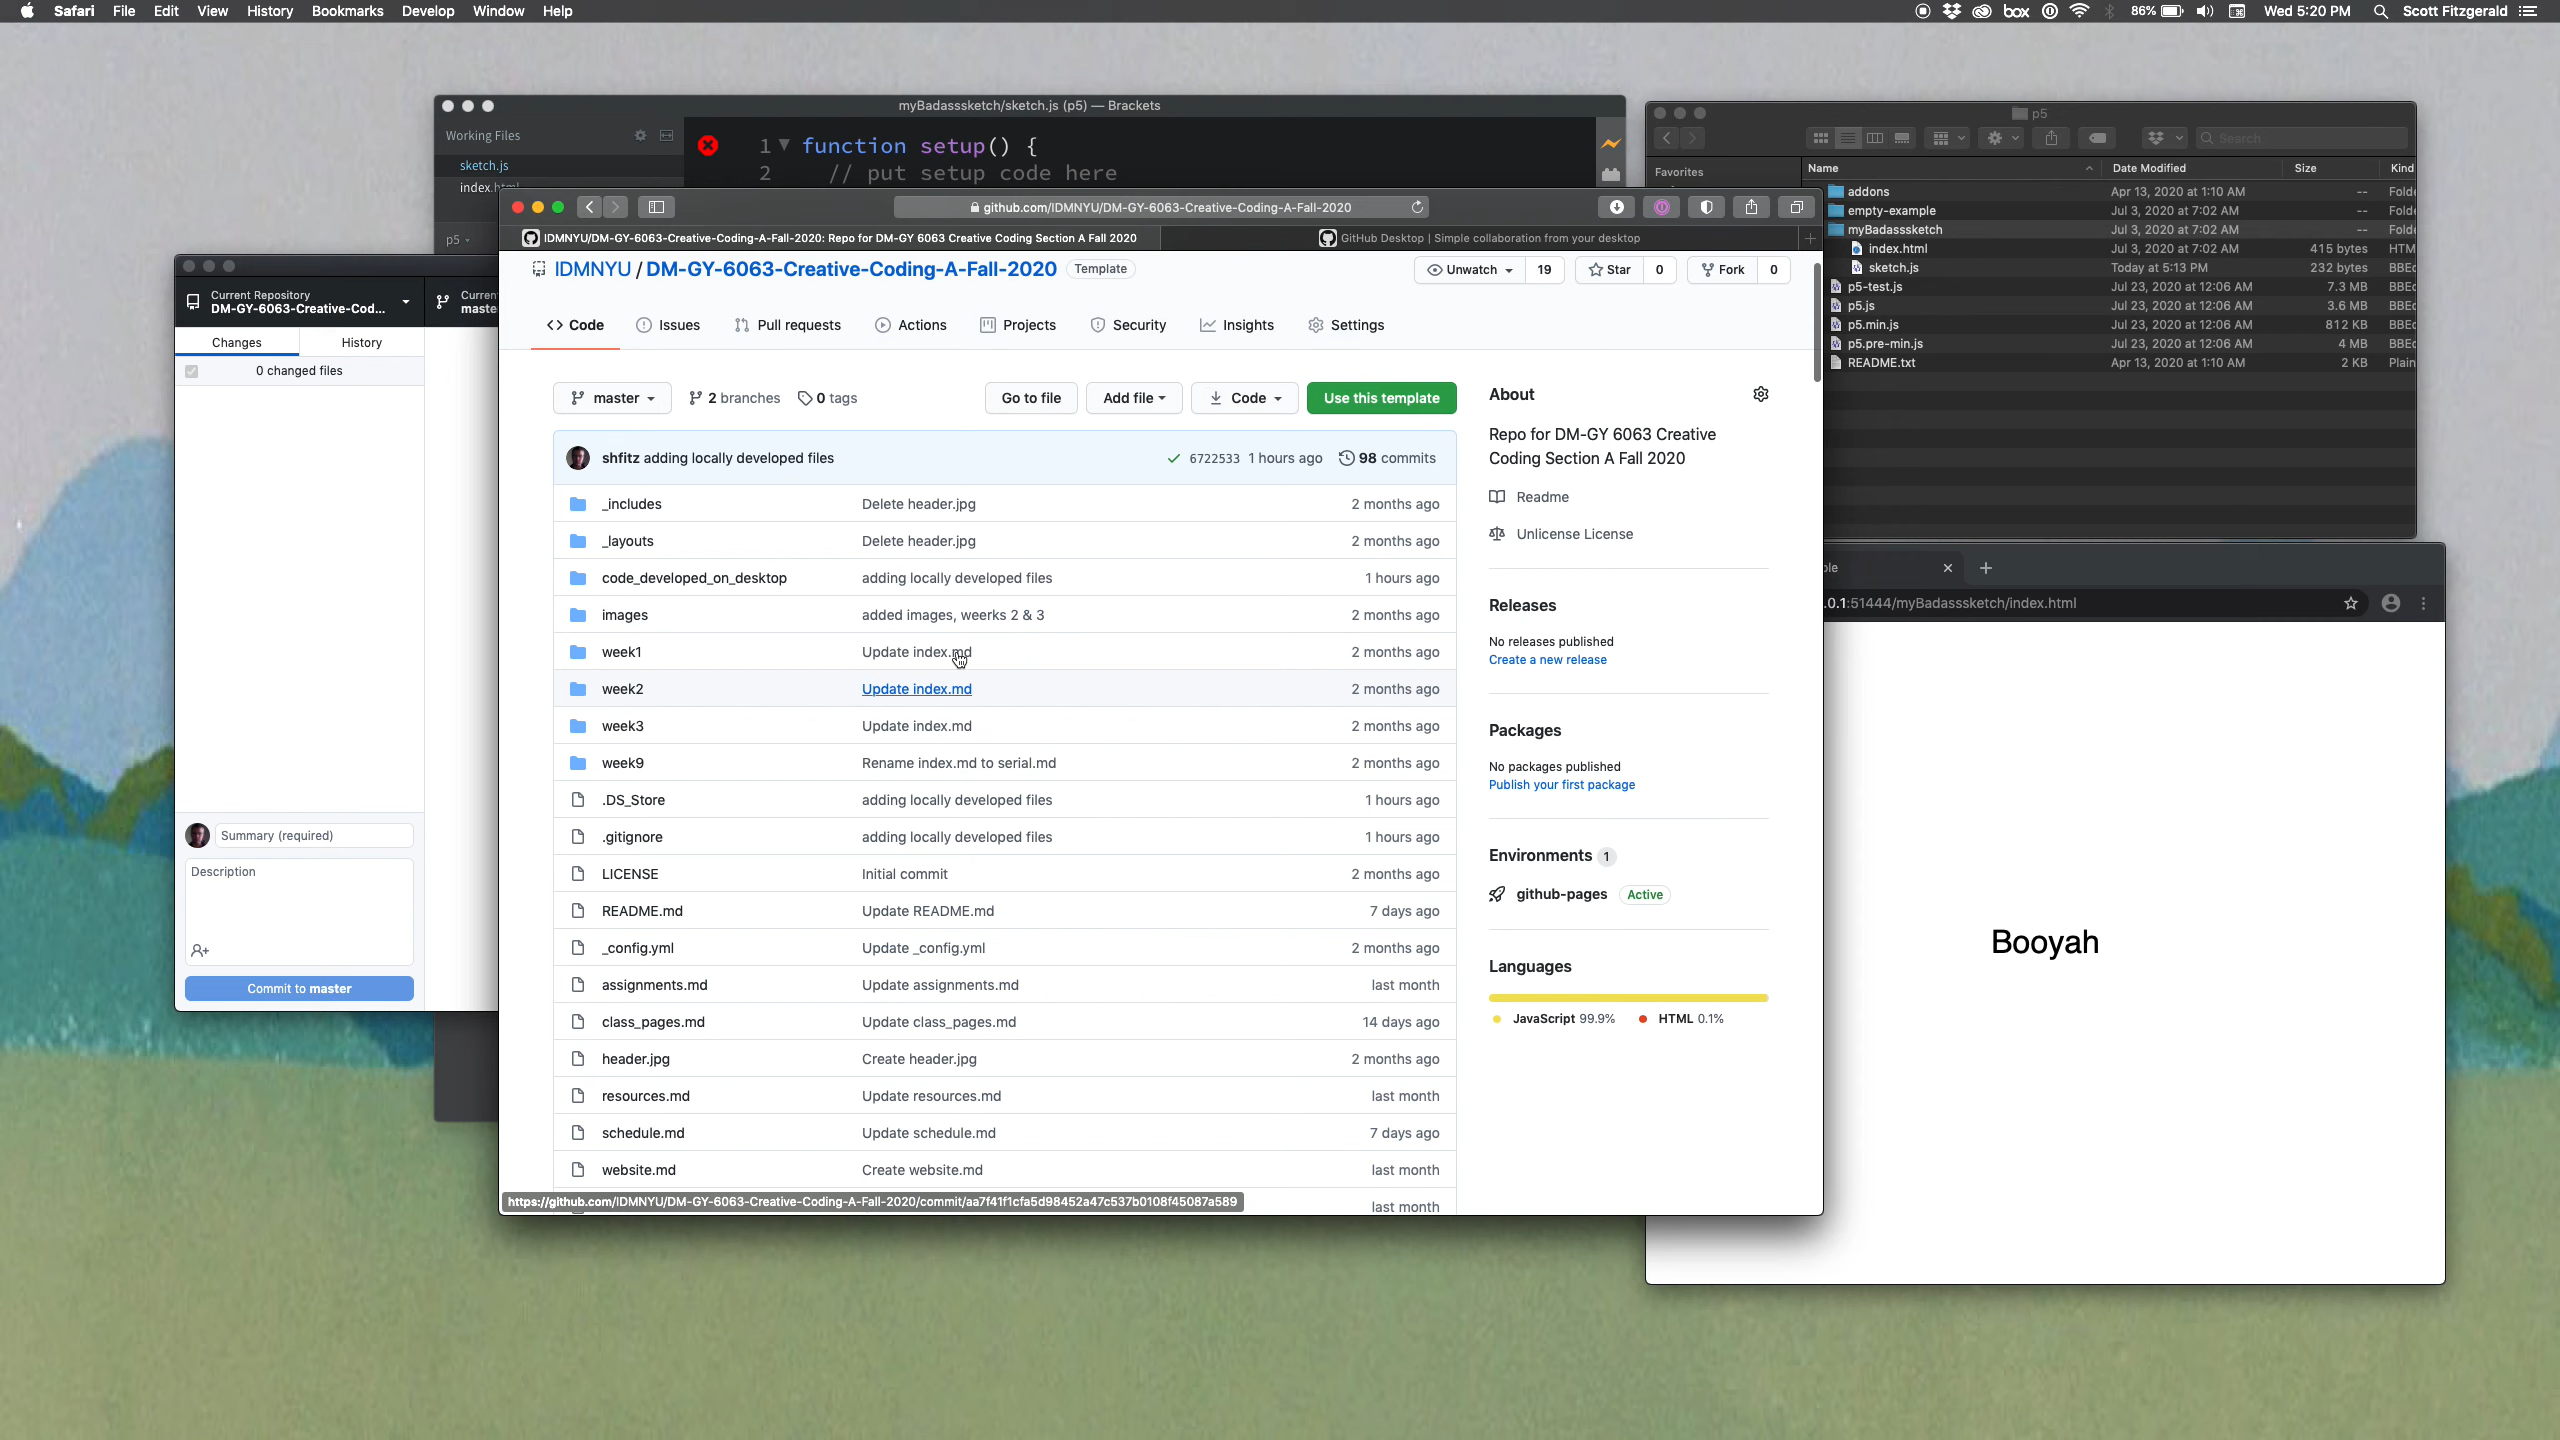 Safari File Edit View History Bookmarks Develop Window Help
box 86% Wed 5:20 PM Scott Fitzgerald
myBadasssketch/sketch.js (p5) — Brackets
Working Files
sketch.js
index.html
p5
1 function setup() {
2 // put setup code here
p5
Search
Favorites
Name Date Modified Size Kind
addons Apr 13, 2020 at 1:10 AM -- Folde
empty-example Jul 3, 2020 at 7:02 AM -- Folde
myBadasssketch Jul 3, 2020 at 7:02 AM -- Folde
index.html Jul 3, 2020 at 7:02 AM 415 bytes HTM
sketch.js Today at 5:13 PM 232 bytes BBEd
p5-test.js Jul 23, 2020 at 12:06 AM 7.3 MB BBEd
p5.js Jul 23, 2020 at 12:06 AM 3.6 MB BBEd
p5.min.js Jul 23, 2020 at 12:06 AM 812 KB BBEd
p5.pre-min.js Jul 23, 2020 at 12:06 AM 4 MB BBEd
README.txt Apr 13, 2020 at 1:10 AM 2 KB Plain
Current Repository
DM-GY-6063-Creative-Cod...
Curren
maste
Changes History
0 changed files
Summary (required)
Description
Commit to master
github.com/IDMNYU/DM-GY-6063-Creative-Coding-A-Fall-2020
IDMNYU/DM-GY-6063-Creative-Coding-A-Fall-2020: Repo for DM-GY 6063 Creative Coding Section A Fall 2020
GitHub Desktop | Simple collaboration from your desktop
IDMNYU / DM-GY-6063-Creative-Coding-A-Fall-2020 Template
Unwatch 19 Star 0 Fork 0
Code Issues Pull requests Actions Projects Security Insights Settings
master 2 branches 0 tags Go to file Add file Code Use this template
shfitz adding locally developed files 6722533 1 hours ago 98 commits
_includes Delete header.jpg 2 months ago
_layouts Delete header.jpg 2 months ago
code_developed_on_desktop adding locally developed files 1 hours ago
images added images, weerks 2 & 3 2 months ago
week1 Update index.md 2 months ago
week2 Update index.md 2 months ago
week3 Update index.md 2 months ago
week9 Rename index.md to serial.md 2 months ago
.DS_Store adding locally developed files 1 hours ago
.gitignore adding locally developed files 1 hours ago
LICENSE Initial commit 2 months ago
README.md Update README.md 7 days ago
_config.yml Update _config.yml 2 months ago
assignments.md Update assignments.md last month
class_pages.md Update class_pages.md 14 days ago
header.jpg Create header.jpg 2 months ago
resources.md Update resources.md last month
schedule.md Update schedule.md 7 days ago
website.md Create website.md last month
last month
https://github.com/IDMNYU/DM-GY-6063-Creative-Coding-A-Fall-2020/commit/aa7f41f1cfa5d98452a47c537b0108f45087a589
About
Repo for DM-GY 6063 Creative
Coding Section A Fall 2020
Readme
Unlicense License
Releases
No releases published
Create a new release
Packages
No packages published
Publish your first package
Environments 1
github-pages Active
Languages
JavaScript 99.9% HTML 0.1%
ple
.0.1:51444/myBadasssketch/index.html
Booyah